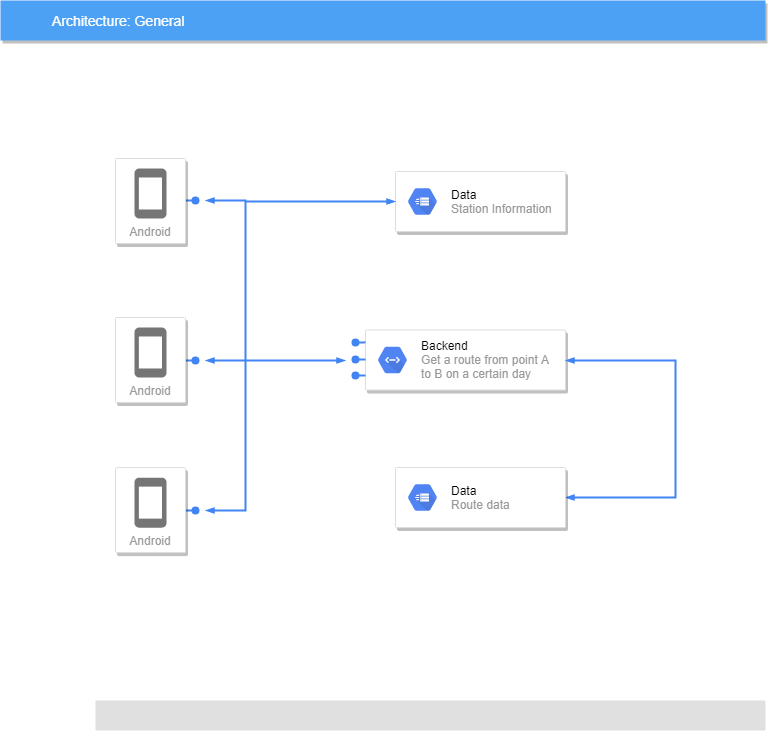 Architecture: General
Android
Data
Station Information
Android
Backend
Get a route from point A
to B on a certain day
Android
Data
Route data